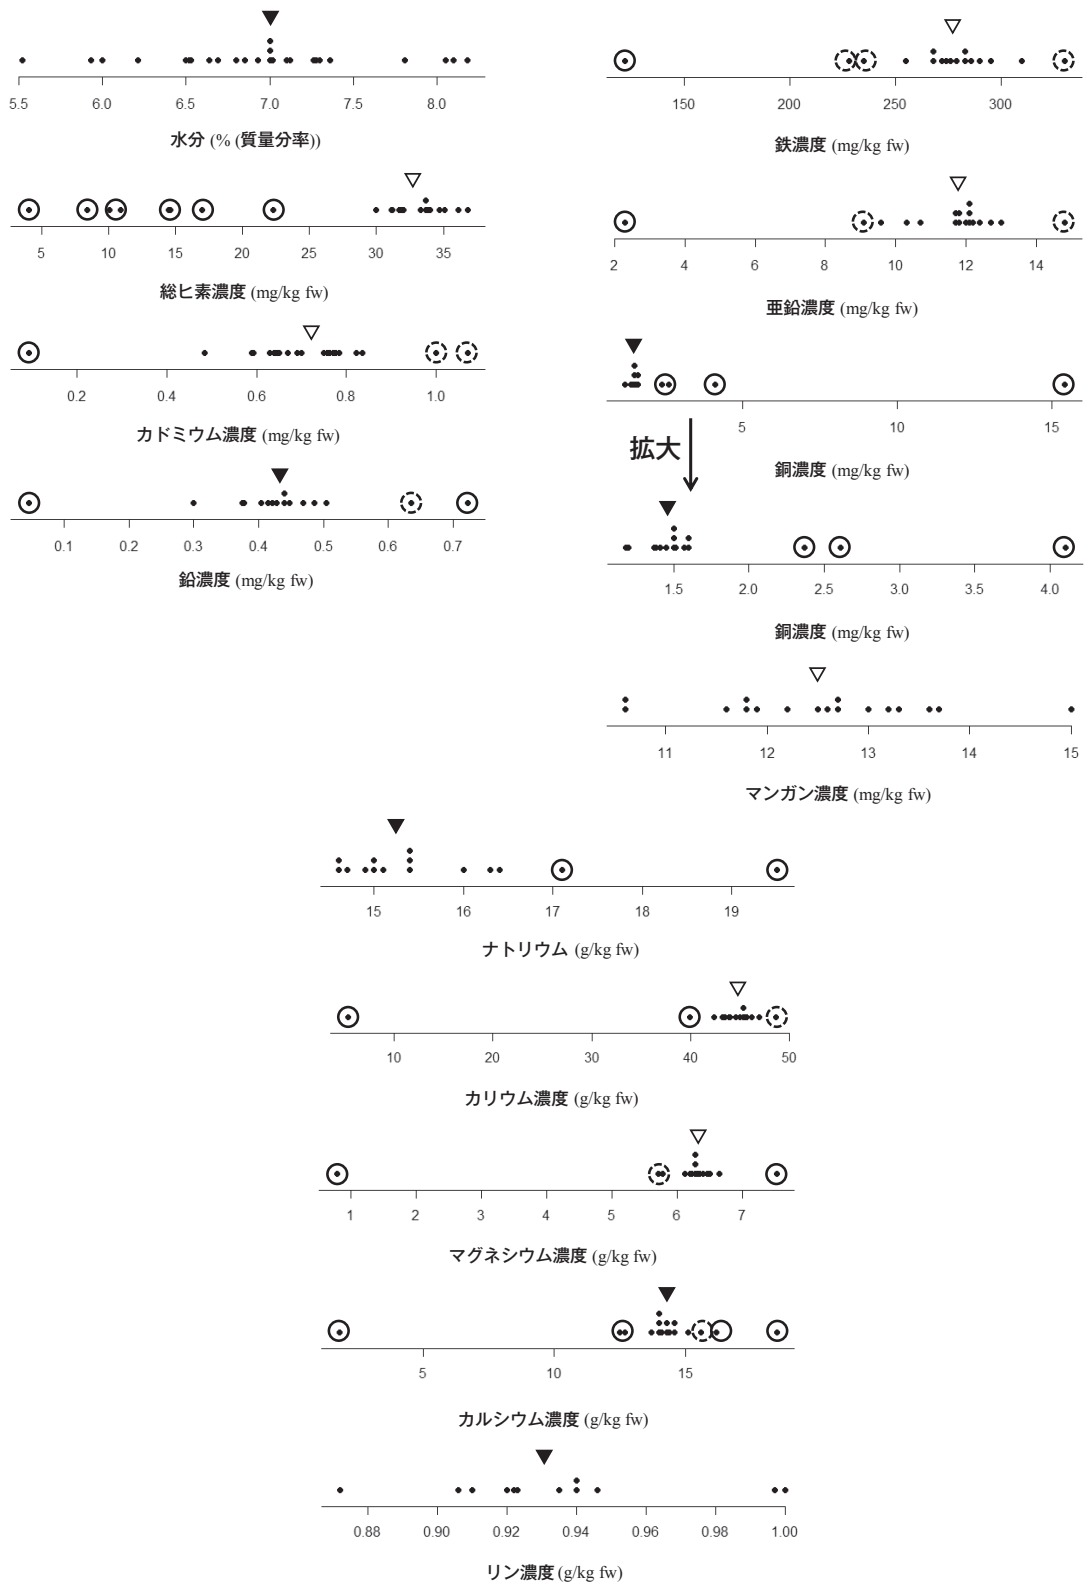 5.5 6.0 6.5 7.0 7.5 8.0
水分 (% (質量分率))
5 10 15 20 25 30 35
総ヒ素濃度 (mg/kg fw)
0.2 0.4 0.6 0.8 1.0
カドミウム濃度 (mg/kg fw)
0.1 0.2 0.3 0.4 0.5 0.6 0.7
鉛濃度 (mg/kg fw)
150 200 250 300
鉄濃度 (mg/kg fw)
2 4 6 8 10 12 14
亜鉛濃度 (mg/kg fw)
5 10 15
拡大
銅濃度 (mg/kg fw)
1.5 2.0 2.5 3.0 3.5 4.0
銅濃度 (mg/kg fw)
11 12 13 14 15
マンガン濃度 (mg/kg fw)
15 16 17 18 19
ナトリウム (g/kg fw)
10 20 30 40 50
カリウム濃度 (g/kg fw)
1 2 3 4 5 6 7
マグネシウム濃度 (g/kg fw)
5 10 15
カルシウム濃度 (g/kg fw)
0.88 0.90 0.92 0.94 0.96 0.98 1.00
リン濃度 (g/kg fw)